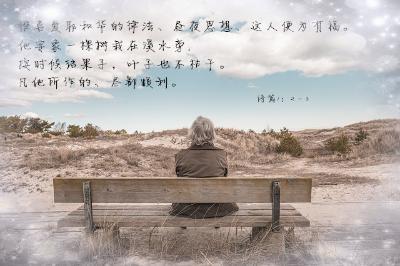 惟喜爱耶和华的律法、昼夜思想、这人便为有福。
他要象一棵树栽在溪水旁，
按时候结果子，叶子也不枯干。
凡他所作的、尽都顺利。
诗篇1：2-3